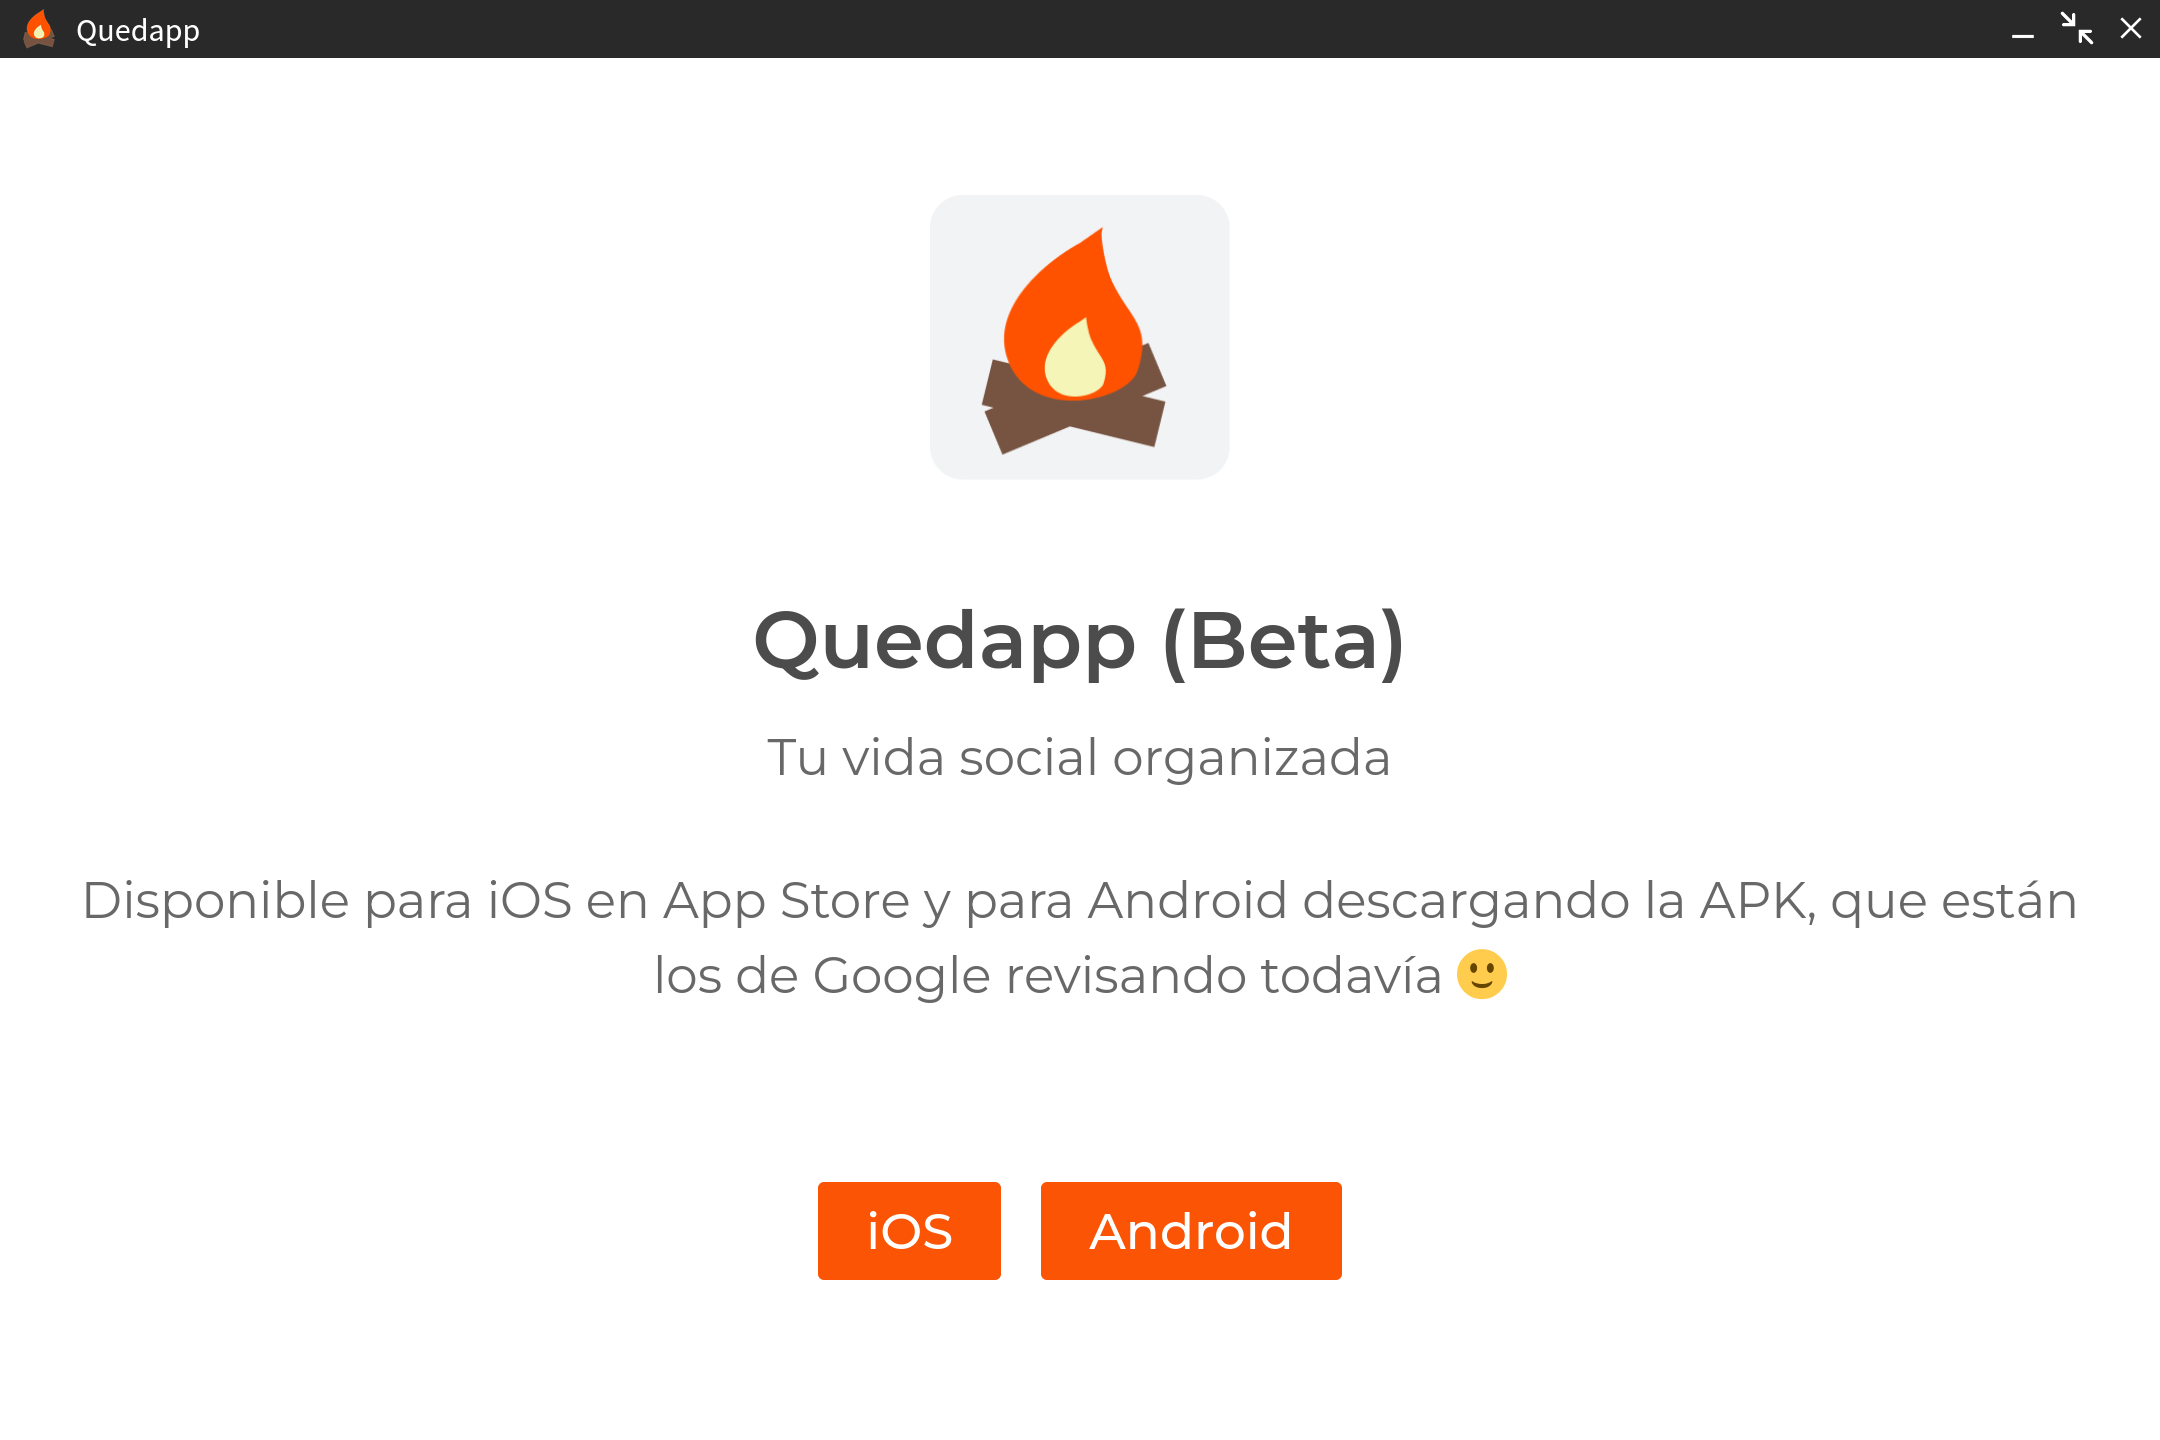 Quedapp
Quedapp (Beta)
Tu vida social organizada
Disponible para iOS en App Store y para Android descargando la APK, que están
los de Google revisando todavía 🙂
iOS
Android